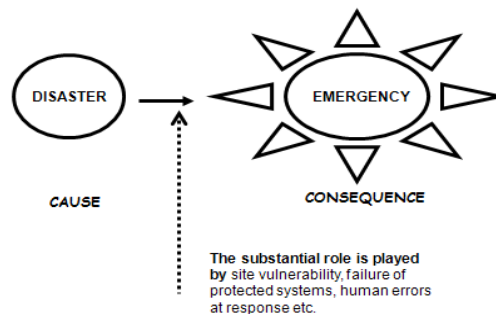 DISASTER
EMERGENCY
CAUSE
CONSEQUENCE
The substantial role is played
by site vulnerability, failure of
protected systems, human errors
at response etc.